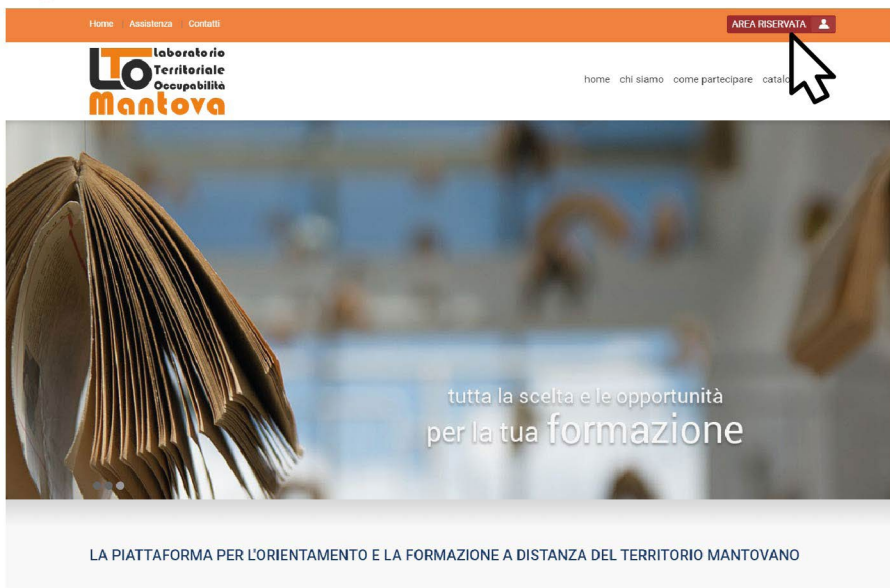 Home Assistenza Contatti
AREA RISERVATA
Laboratorio
Territoriale
Occupabilità
LTO
Mantova
home chi siamo come partecipare
tutta la scelta e le opportunità
per la tua formazione
LA PIATTAFORMA PER L'ORIENTAMENTO E LA FORMAZIONE A DISTANZA DEL TERRITORIO MANTOVANO